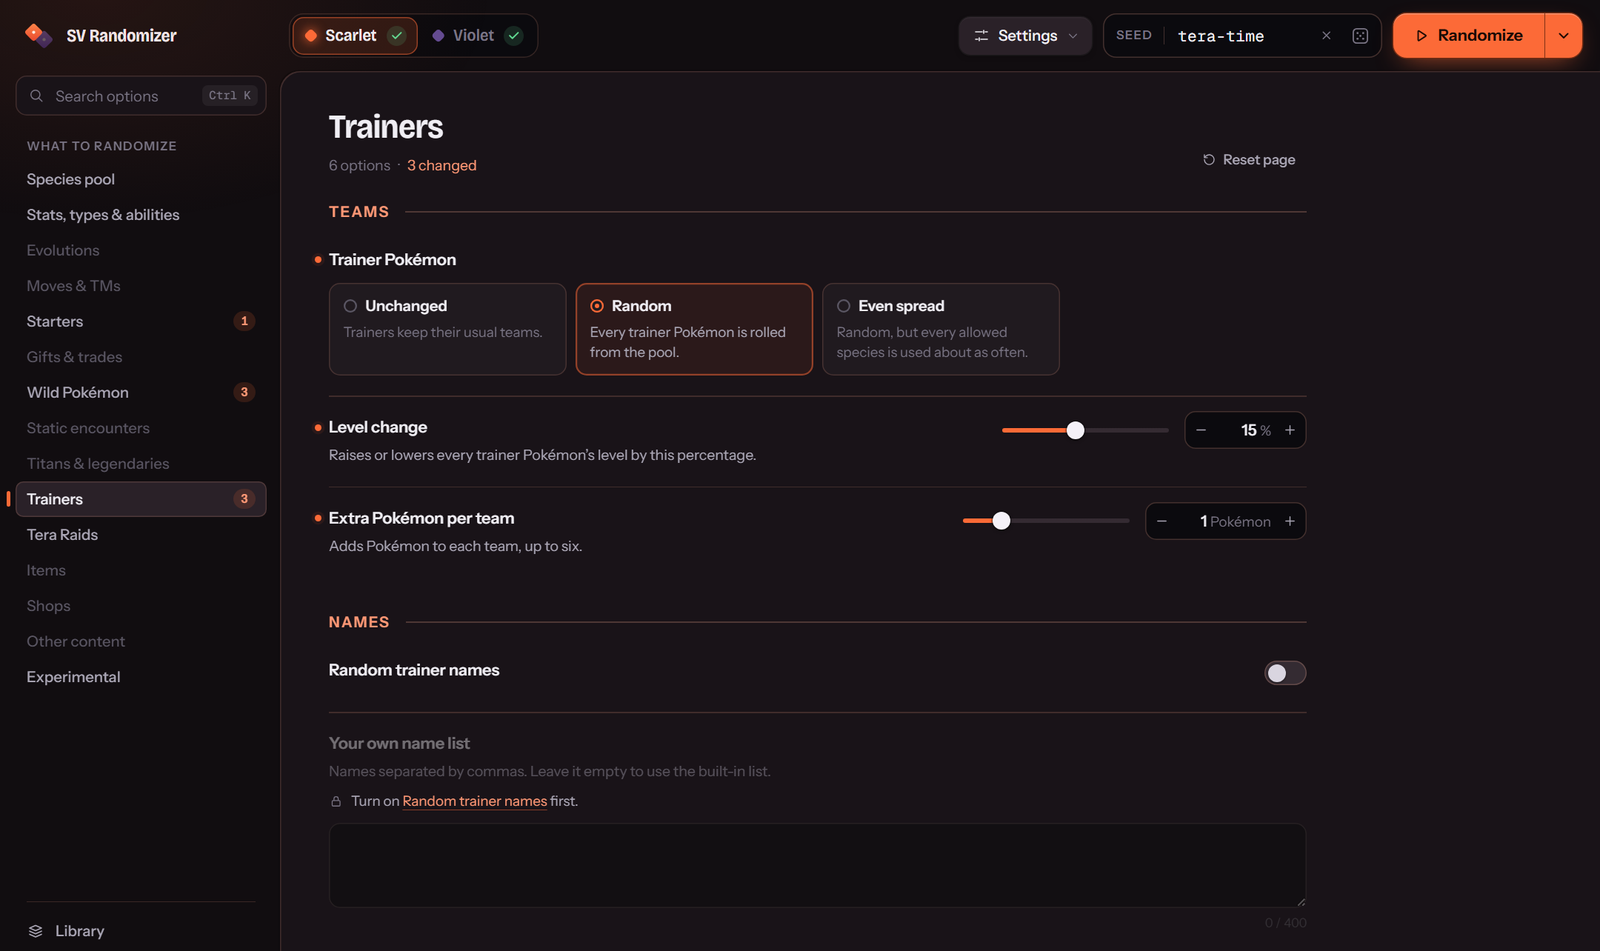 SV Randomizer
Scarlet
Violet
Settings
SEED
tera-time
Randomize
Search options
Ctrl K
WHAT TO RANDOMIZE
Species pool
Stats, types & abilities
Evolutions
Moves & TMs
Starters 1
Gifts & trades
Wild Pokémon 3
Static encounters
Titans & legendaries
Trainers 3
Tera Raids
Items
Shops
Other content
Experimental
Library
Trainers
6 options · 3 changed
Reset page
TEAMS
Trainer Pokémon
Unchanged
Trainers keep their usual teams.
Random
Every trainer Pokémon is rolled
from the pool.
Even spread
Random, but every allowed
species is used about as often.
Level change
Raises or lowers every trainer Pokémon's level by this percentage.
− 15 % +
Extra Pokémon per team
Adds Pokémon to each team, up to six.
− 1 Pokémon +
NAMES
Random trainer names
Your own name list
Names separated by commas. Leave it empty to use the built-in list.
Turn on Random trainer names first.
0 / 400